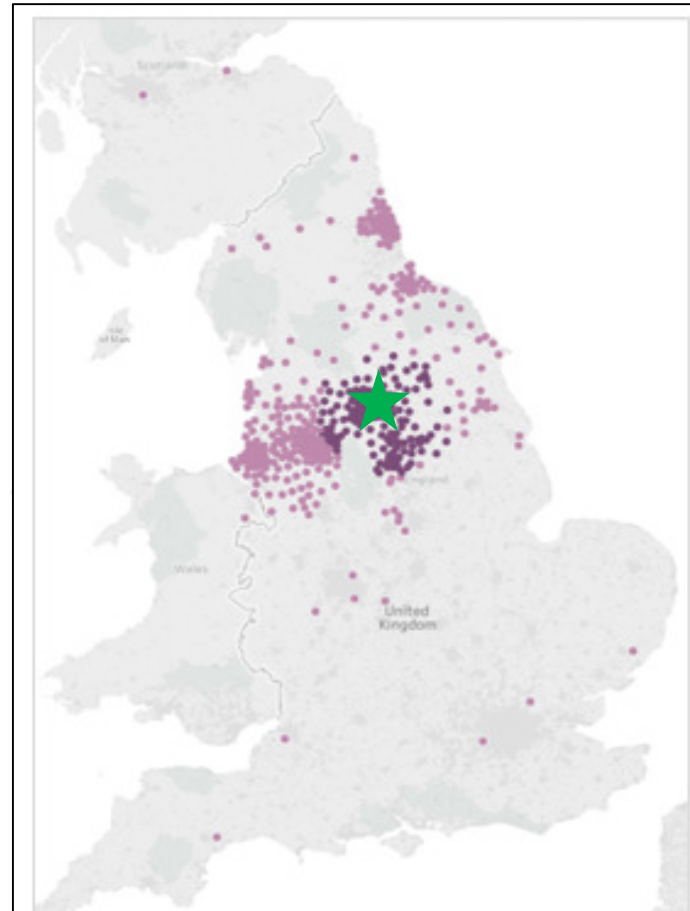 Scotland
Isle
of Man
England
Wales
United
Kingdom